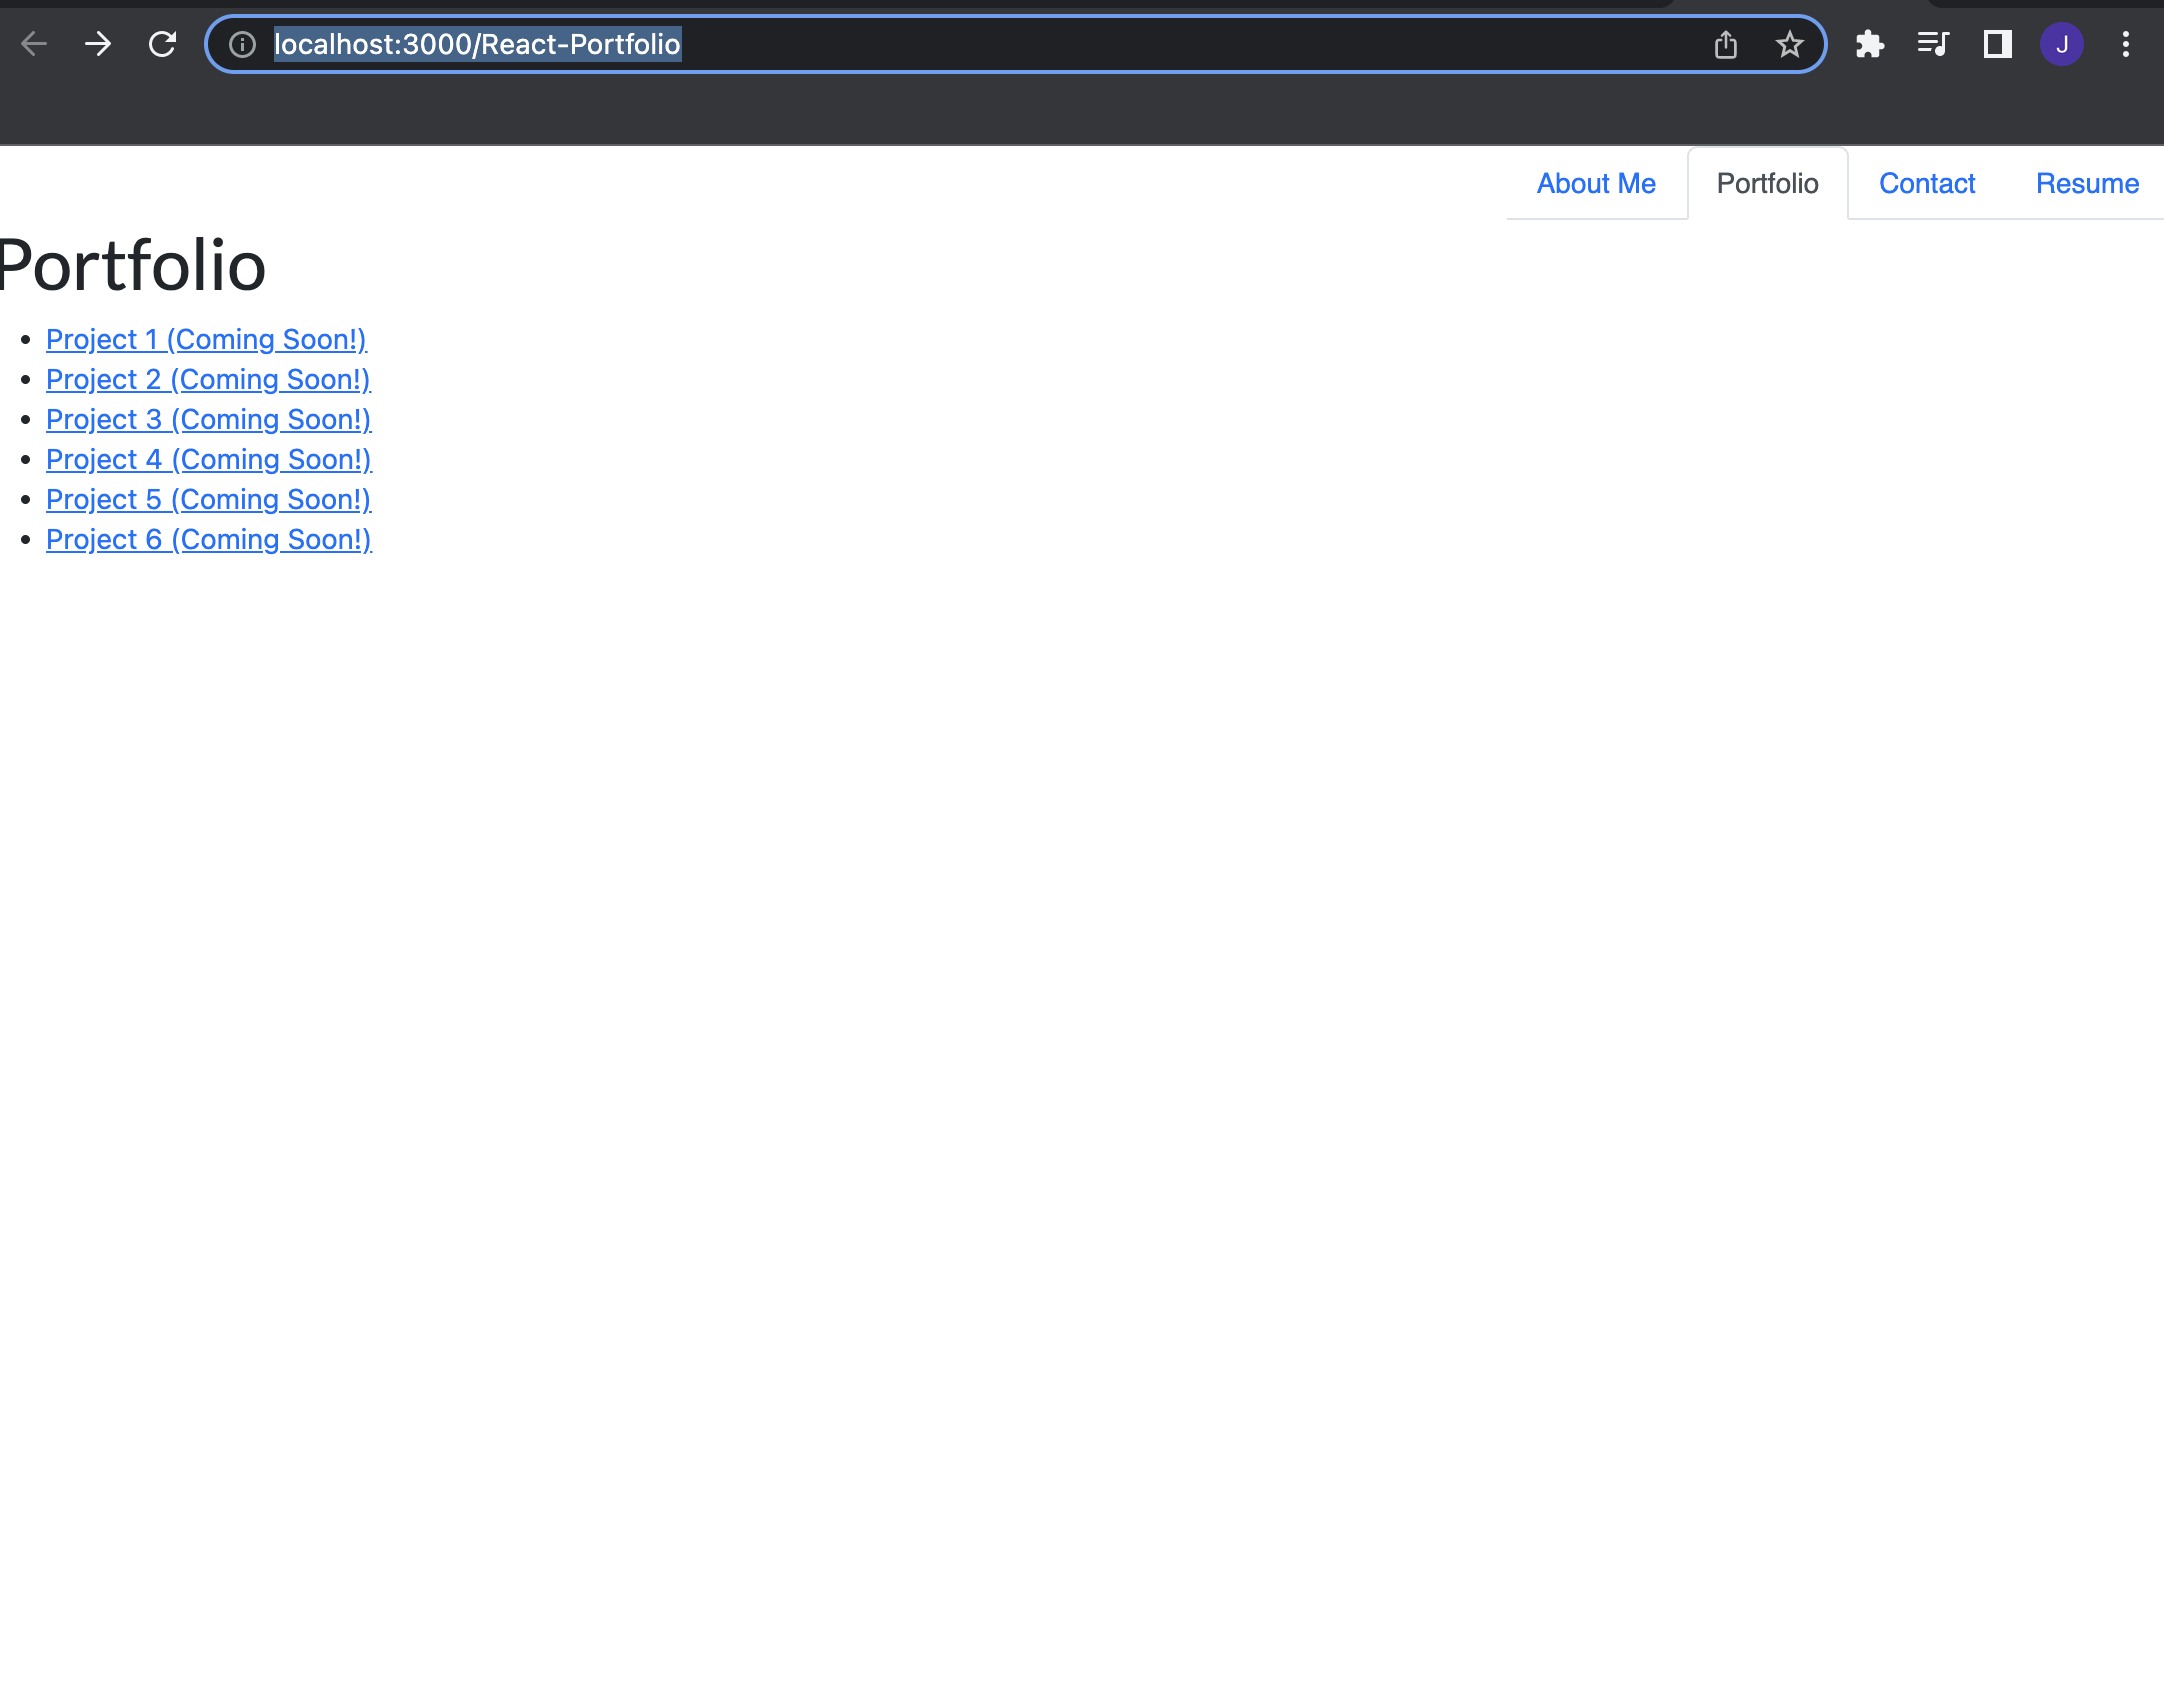 localhost:3000/React-Portfolio
J
About Me Portfolio Contact Resume
Portfolio
Project 1 (Coming Soon!)
Project 2 (Coming Soon!)
Project 3 (Coming Soon!)
Project 4 (Coming Soon!)
Project 5 (Coming Soon!)
Project 6 (Coming Soon!)